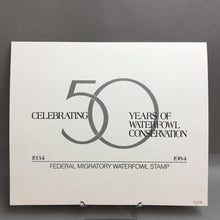 CELEBRATING 50 YEARS OF
WATERFOWL
CONSERVATION
1934 1984
FEDERAL MIGRATORY WATERFOWL STAMP